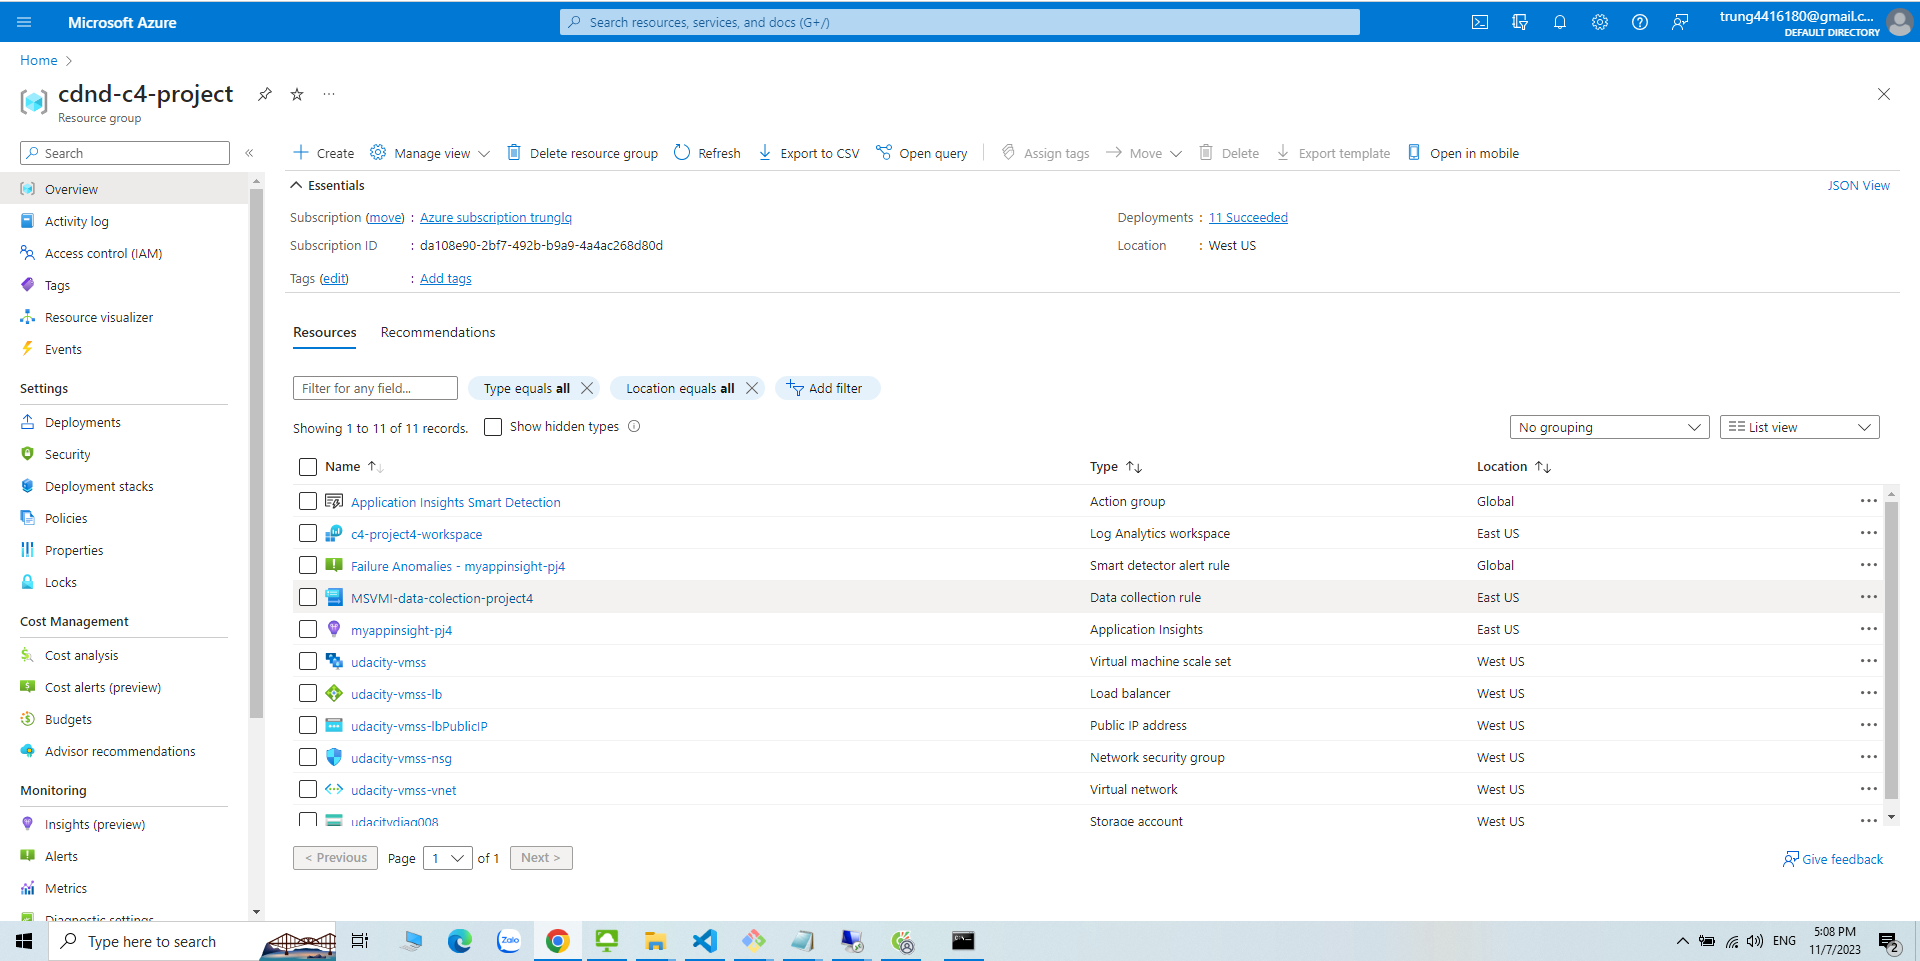 Microsoft Azure
Search resources, services, and docs (G+/)
trung4416180@gmail.c...
DEFAULT DIRECTORY
Home
cdnd-c4-project
Resource group
Search
Create
Manage view
Delete resource group
Refresh
Export to CSV
Open query
Assign tags
Move
Delete
Export template
Open in mobile
Overview
Activity log
Access control (IAM)
Tags
Resource visualizer
Events
Settings
Deployments
Security
Deployment stacks
Policies
Properties
Locks
Cost Management
Cost analysis
Cost alerts (preview)
Budgets
Advisor recommendations
Monitoring
Insights (preview)
Alerts
Metrics
Diagnostic settings
Essentials
JSON View
Subscription (move) : Azure subscription trunglq
Subscription ID : da108e90-2bf7-492b-b9a9-4a4ac268d80d
Tags (edit) : Add tags
Deployments : 11 Succeeded
Location : West US
Resources
Recommendations
Filter for any field...
Type equals all
Location equals all
Add filter
Showing 1 to 11 of 11 records.
Show hidden types
No grouping
List view
Name Type Location
Application Insights Smart Detection Action group Global
c4-project4-workspace Log Analytics workspace East US
Failure Anomalies - myappinsight-pj4 Smart detector alert rule Global
MSVMI-data-colection-project4 Data collection rule East US
myappinsight-pj4 Application Insights East US
udacity-vmss Virtual machine scale set West US
udacity-vmss-lb Load balancer West US
udacity-vmss-lbPublicIP Public IP address West US
udacity-vmss-nsg Network security group West US
udacity-vmss-vnet Virtual network West US
udacitydiag008 Storage account West US
< Previous
Page 1 of 1
Next >
Give feedback
Type here to search
Zalo
ENG
5:08 PM
11/7/2023
2